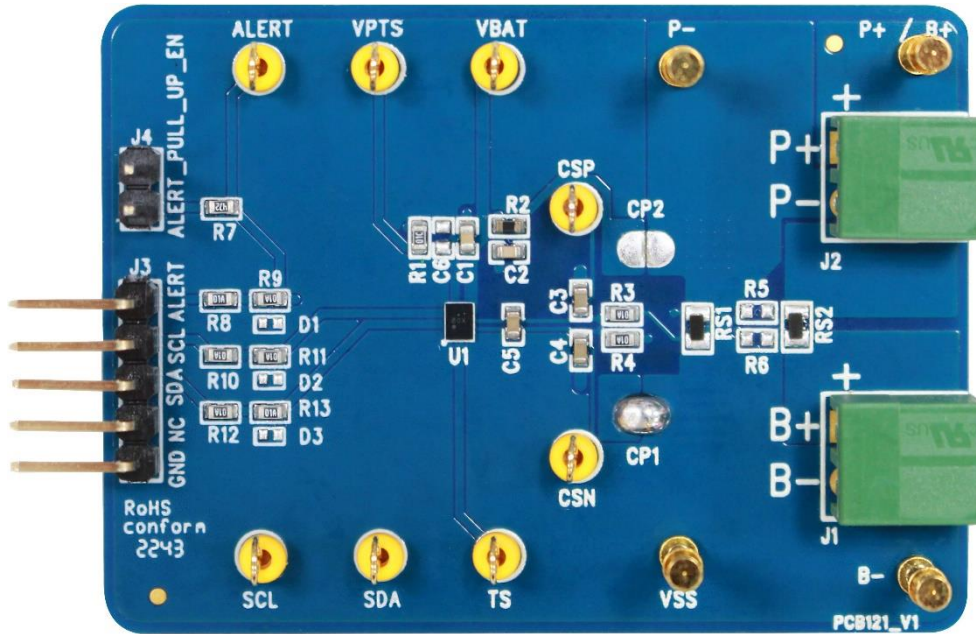 ALERT
VPTS
VBAT
P-
P+ / B+
J4
ALERT_PULL_UP_EN
+
P+
P-
J2
CSP
R2
CP2
R7
R1
C6
C1
C2
J3
ALERT
SCL
SDA
NC
GND
R9
R8
D1
R11
R10
D2
R13
R12
D3
U1
C5
C3
R3
C4
R4
RS1
R5
R6
RS2
+
B+
B-
J1
CP1
CSN
RoHS
conform
2243
SCL
SDA
TS
VSS
B-
PCB121_V1